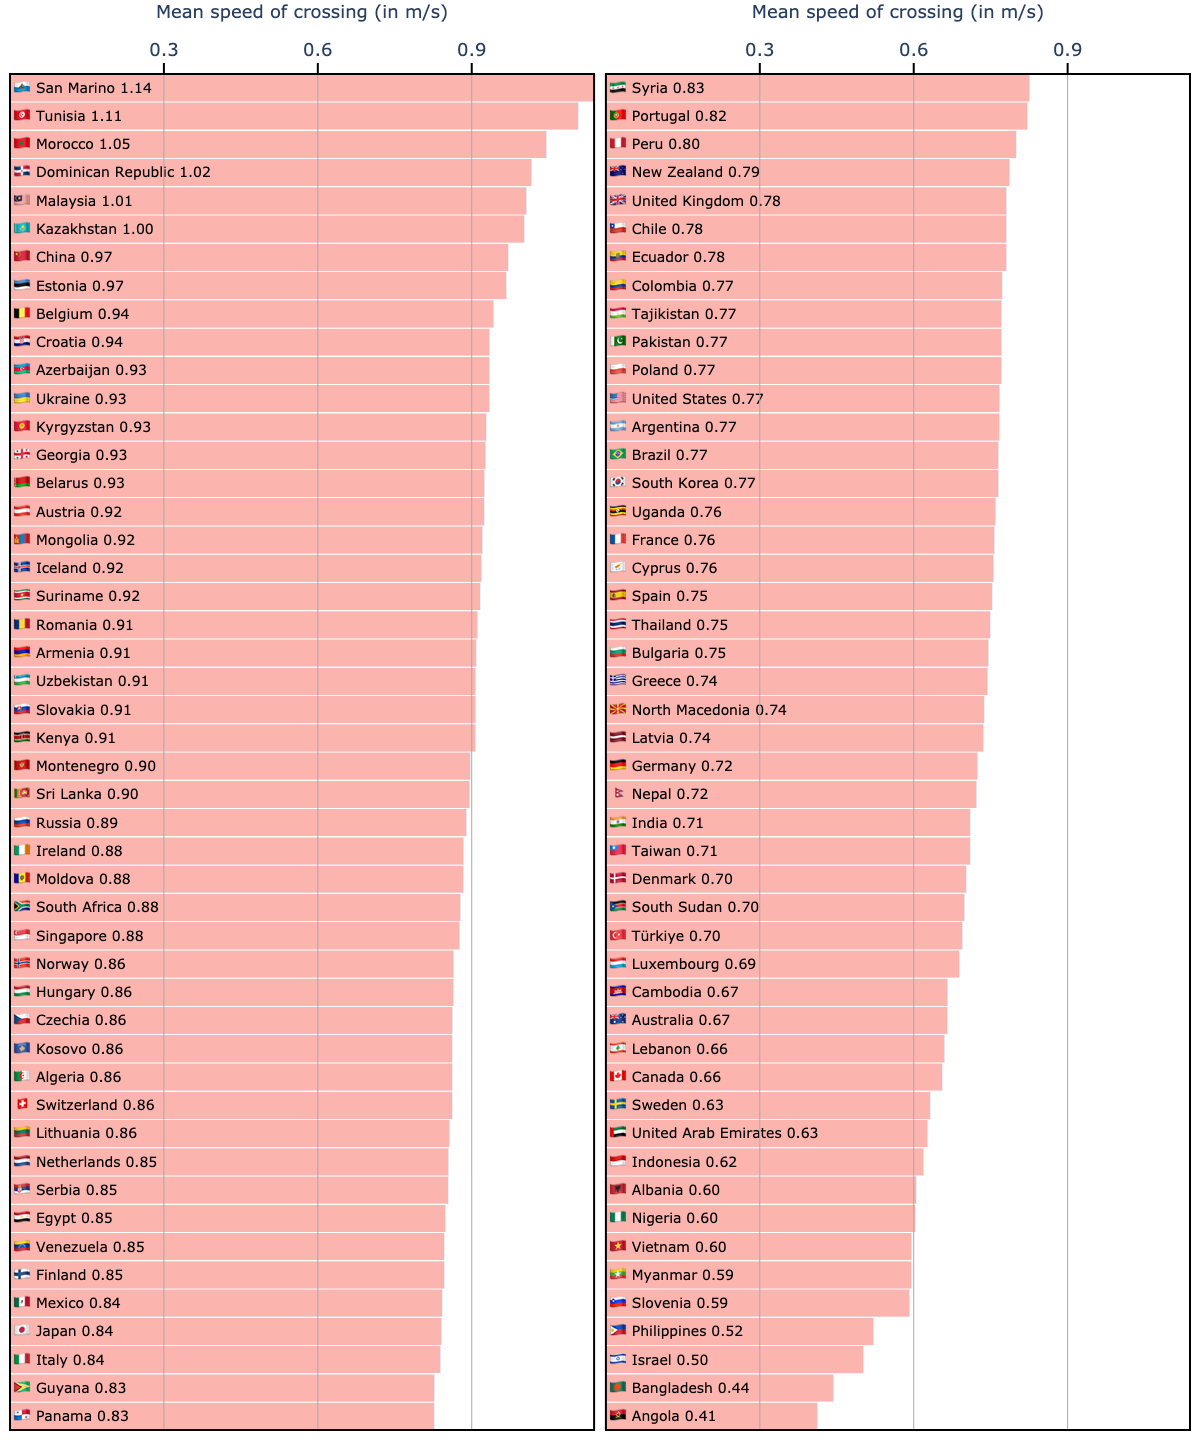 Mean speed of crossing (in m/s)
0.3 0.6 0.9
San Marino 1.14
Tunisia 1.11
Morocco 1.05
Dominican Republic 1.02
Malaysia 1.01
Kazakhstan 1.00
China 0.97
Estonia 0.97
Belgium 0.94
Croatia 0.94
Azerbaijan 0.93
Ukraine 0.93
Kyrgyzstan 0.93
Georgia 0.93
Belarus 0.93
Austria 0.92
Mongolia 0.92
Iceland 0.92
Suriname 0.92
Romania 0.91
Armenia 0.91
Uzbekistan 0.91
Slovakia 0.91
Kenya 0.91
Montenegro 0.90
Sri Lanka 0.90
Russia 0.89
Ireland 0.88
Moldova 0.88
South Africa 0.88
Singapore 0.88
Norway 0.86
Hungary 0.86
Czechia 0.86
Kosovo 0.86
Algeria 0.86
Switzerland 0.86
Lithuania 0.86
Netherlands 0.85
Serbia 0.85
Egypt 0.85
Venezuela 0.85
Finland 0.85
Mexico 0.84
Japan 0.84
Italy 0.84
Guyana 0.83
Panama 0.83
Mean speed of crossing (in m/s)
0.3 0.6 0.9
Syria 0.83
Portugal 0.82
Peru 0.80
New Zealand 0.79
United Kingdom 0.78
Chile 0.78
Ecuador 0.78
Colombia 0.77
Tajikistan 0.77
Pakistan 0.77
Poland 0.77
United States 0.77
Argentina 0.77
Brazil 0.77
South Korea 0.77
Uganda 0.76
France 0.76
Cyprus 0.76
Spain 0.75
Thailand 0.75
Bulgaria 0.75
Greece 0.74
North Macedonia 0.74
Latvia 0.74
Germany 0.72
Nepal 0.72
India 0.71
Taiwan 0.71
Denmark 0.70
South Sudan 0.70
Türkiye 0.70
Luxembourg 0.69
Cambodia 0.67
Australia 0.67
Lebanon 0.66
Canada 0.66
Sweden 0.63
United Arab Emirates 0.63
Indonesia 0.62
Albania 0.60
Nigeria 0.60
Vietnam 0.60
Myanmar 0.59
Slovenia 0.59
Philippines 0.52
Israel 0.50
Bangladesh 0.44
Angola 0.41